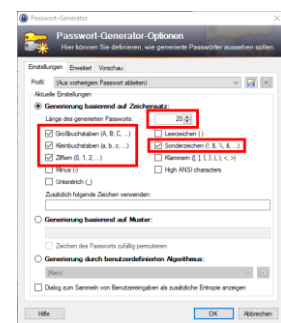 Passwort-Generator
Passwort-Generator-Optionen
Hier können Sie definieren, wie generierte Passwörter aussehen sollen.
Einstellungen Erweitert Vorschau
Profil: (Aus vorherigem Passwort ableiten)
Aktuelle Einstellungen
Generierung basierend auf Zeichensatz:
Länge des generierten Passworts: 20
Großbuchstaben (A, B, C, ...) Leerzeichen ( )
Kleinbuchstaben (a, b, c, ...) Sonderzeichen (!, $, %, &, ...)
Ziffern (0, 1, 2, ...) Klammern ([, ], {, }, (, ), <, >)
Minus (-) High ANSI characters
Unterstrich (_)
Zusätzlich folgende Zeichen verwenden:
Generierung basierend auf Muster:
Zeichen des Passworts zufällig permutieren
Generierung durch benutzerdefinierten Algorithmus:
(Kein)
Dialog zum Sammeln von Benutzereingaben als zusätzliche Entropie anzeigen
Hilfe OK Abbrechen